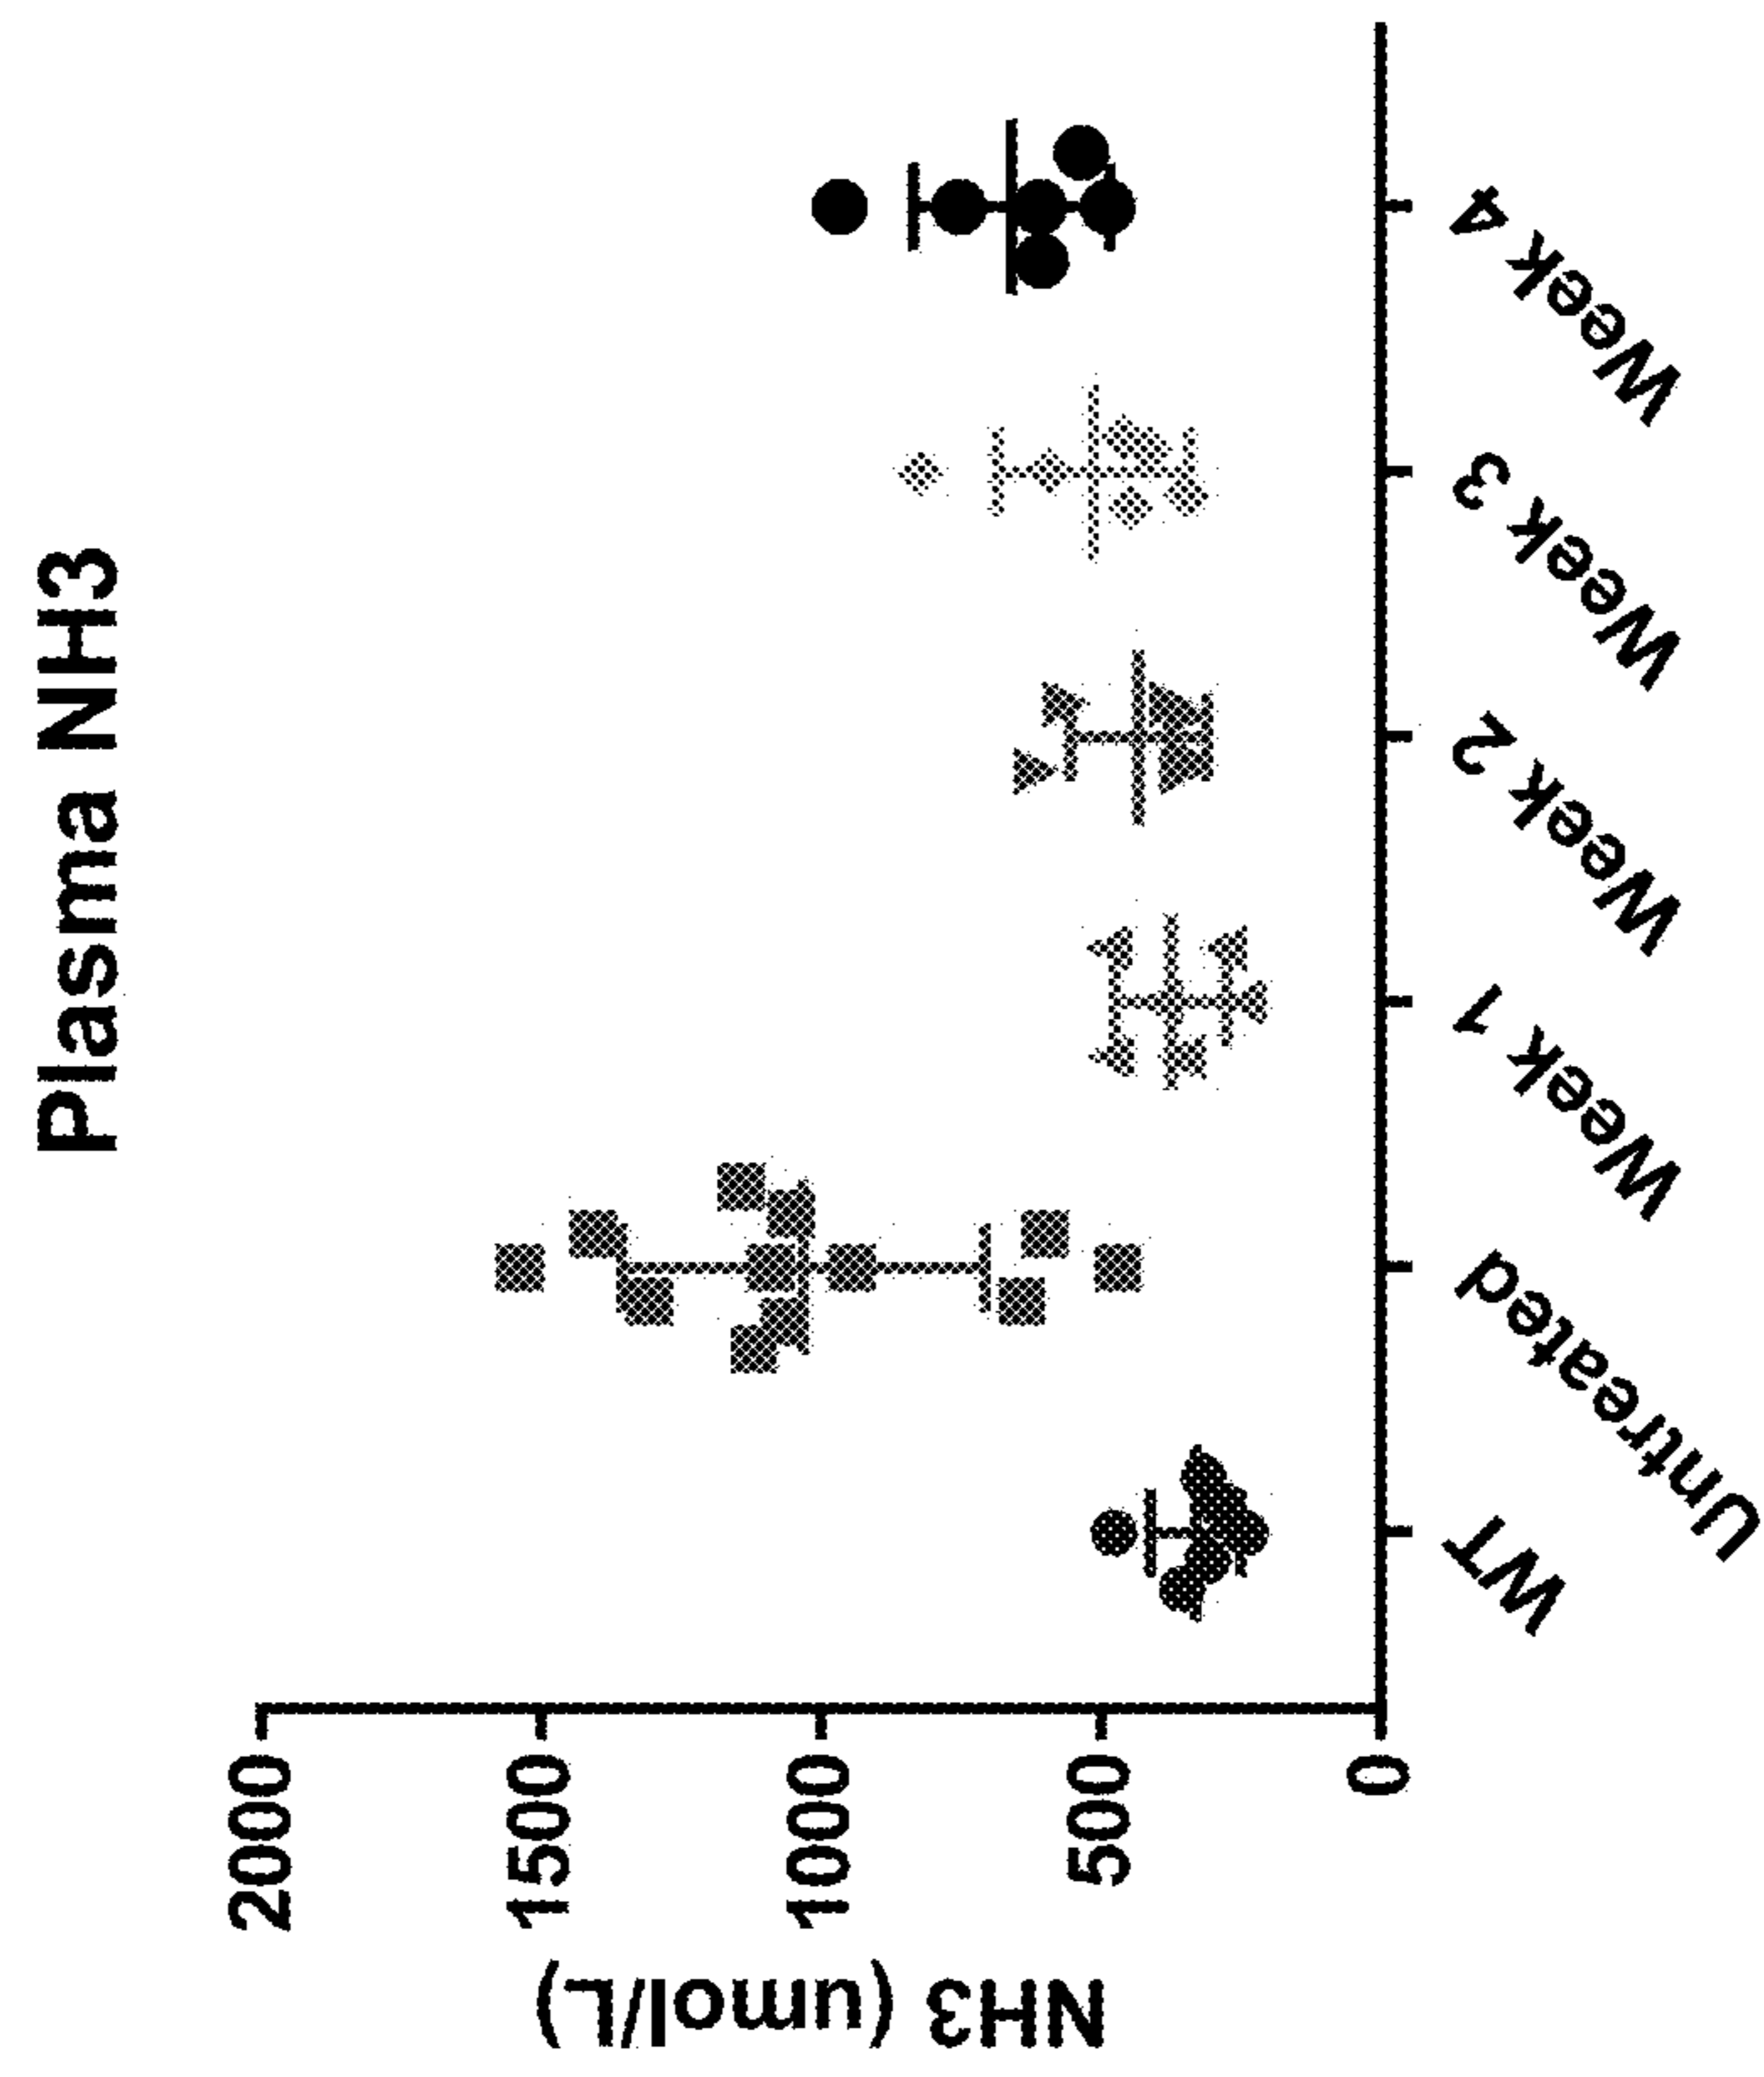 Plasma NH3
NH3 (umol/L)
2000
1500
1000
500
0
WT
Untreated
Week 1
Week 2
Week 3
Week 4